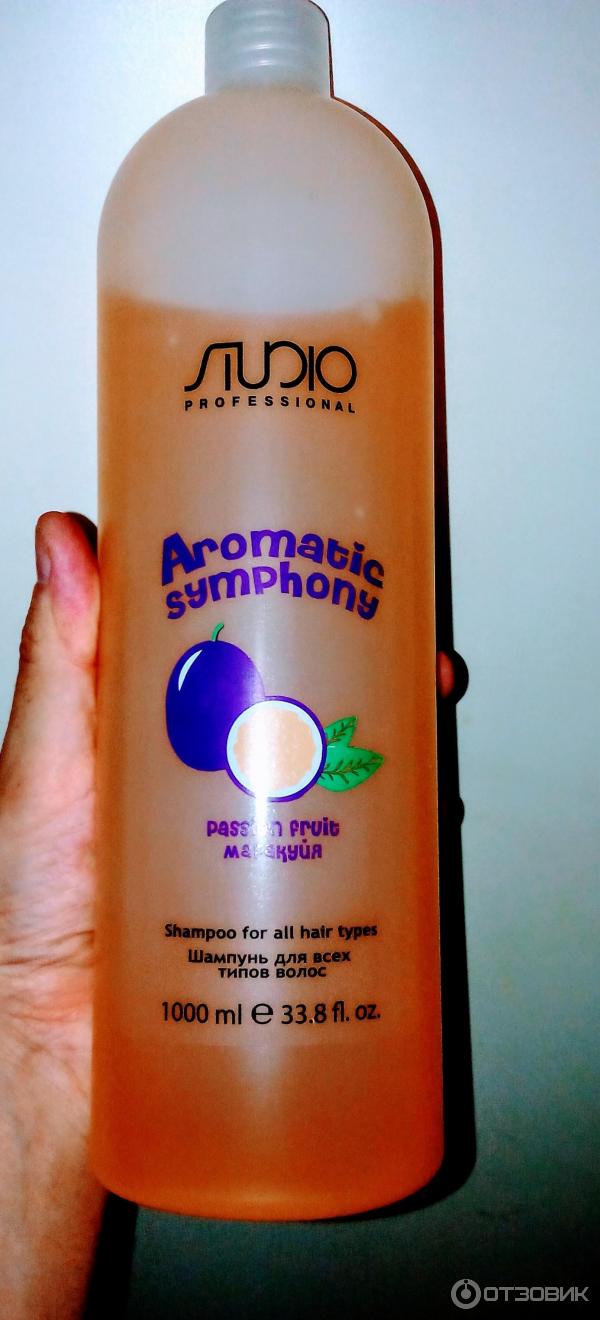 STUDIO
PROFESSIONAL
Aromatic
symphony
passion fruit
маракуйя
Shampoo for all hair types
Шампунь для всех
типов волос
1000 ml e 33.8 fl. oz.
ОТЗОВИК